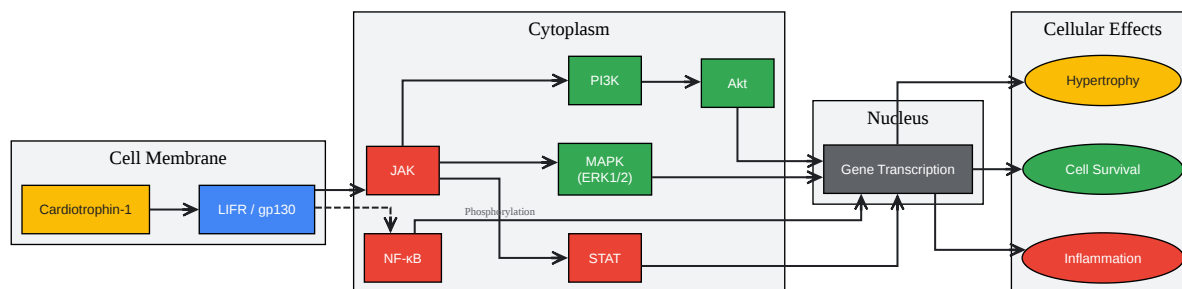 Cell Membrane
Cardiotrophin-1
LIFR / gp130
Cytoplasm
PI3K
Akt
JAK
MAPK
(ERK1/2)
Phosphorylation
NF-κB
STAT
Nucleus
Gene Transcription
Cellular Effects
Hypertrophy
Cell Survival
Inflammation